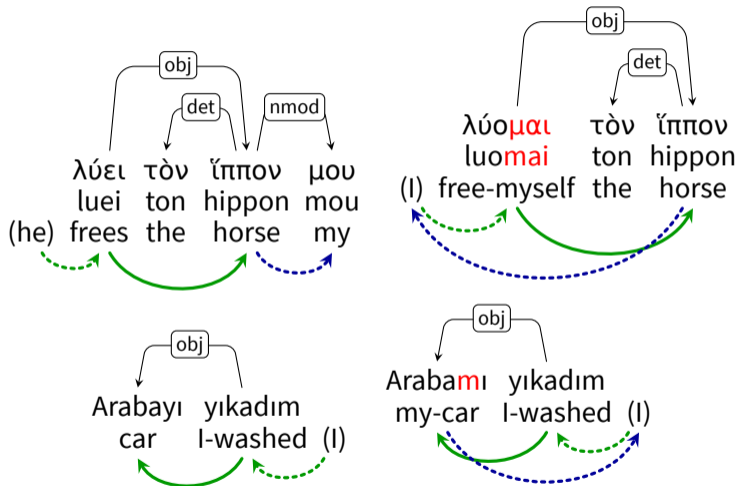 obj
det nmod
λύει τὸν ἵππον μου
luei ton hippon mou
(he) frees the horse my
obj
det
λύομαι τὸν ἵππον
luomai ton hippon
(I) free-myself the horse
obj
Arabayı yıkadım
car I-washed (I)
obj
Arabamı yıkadım
my-car I-washed (I)